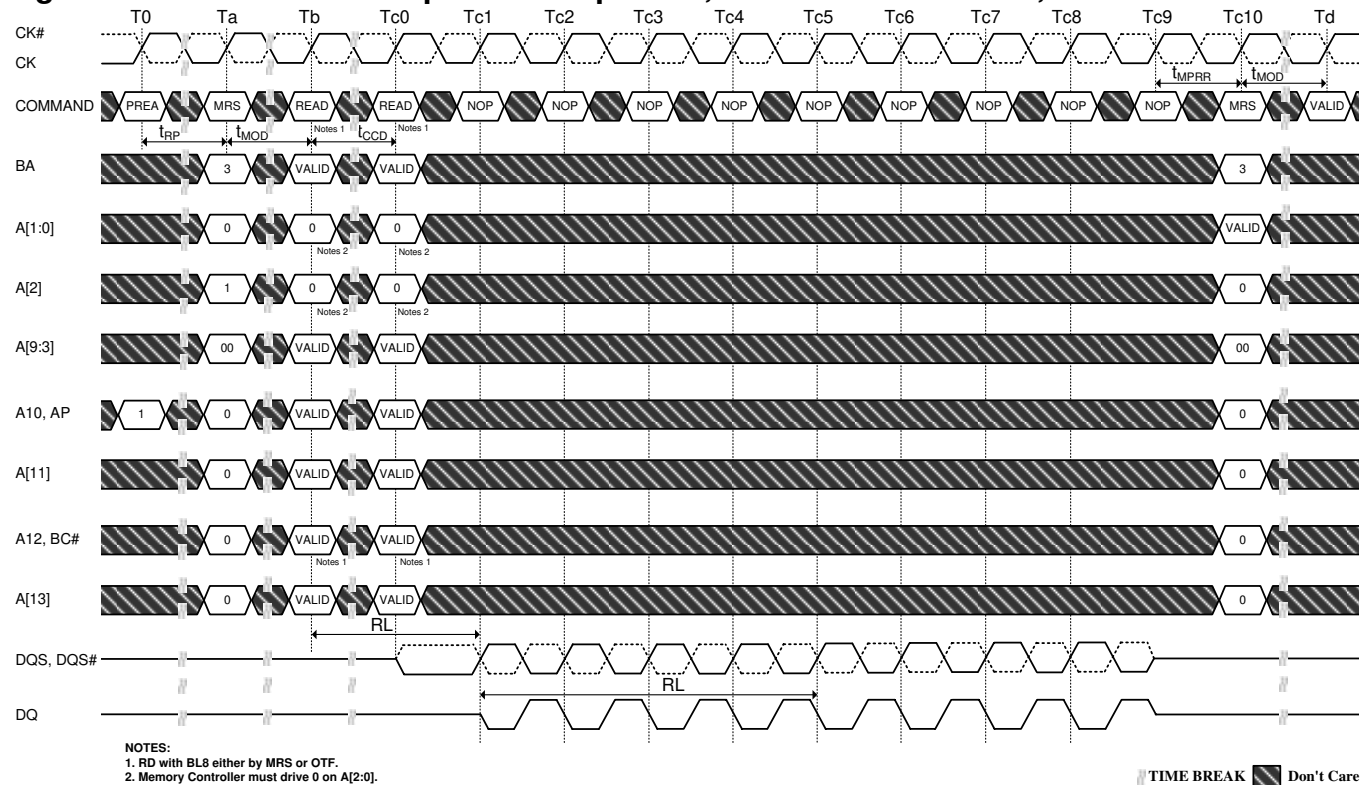 T0 Ta Tb Tc0 Tc1 Tc2 Tc3 Tc4 Tc5 Tc6 Tc7 Tc8 Tc9 Tc10 Td
CK#
CK
tMPRR tMOD
COMMAND PREA MRS READ READ NOP NOP NOP NOP NOP NOP NOP NOP NOP MRS VALID
Notes 1 Notes 1
tRP tMOD tCCD
BA 3 VALID VALID 3
A[1:0] 0 0 0 VALID
Notes 2 Notes 2
A[2] 1 0 0 0
Notes 2 Notes 2
A[9:3] 00 VALID VALID 00
A10, AP 1 0 VALID VALID 0
A[11] 0 VALID VALID 0
A12, BC# 0 VALID VALID 0
Notes 1 Notes 1
A[13] 0 VALID VALID 0
RL
DQS, DQS#
RL
DQ
NOTES:
1. RD with BL8 either by MRS or OTF.
2. Memory Controller must drive 0 on A[2:0].
TIME BREAK Don't Care